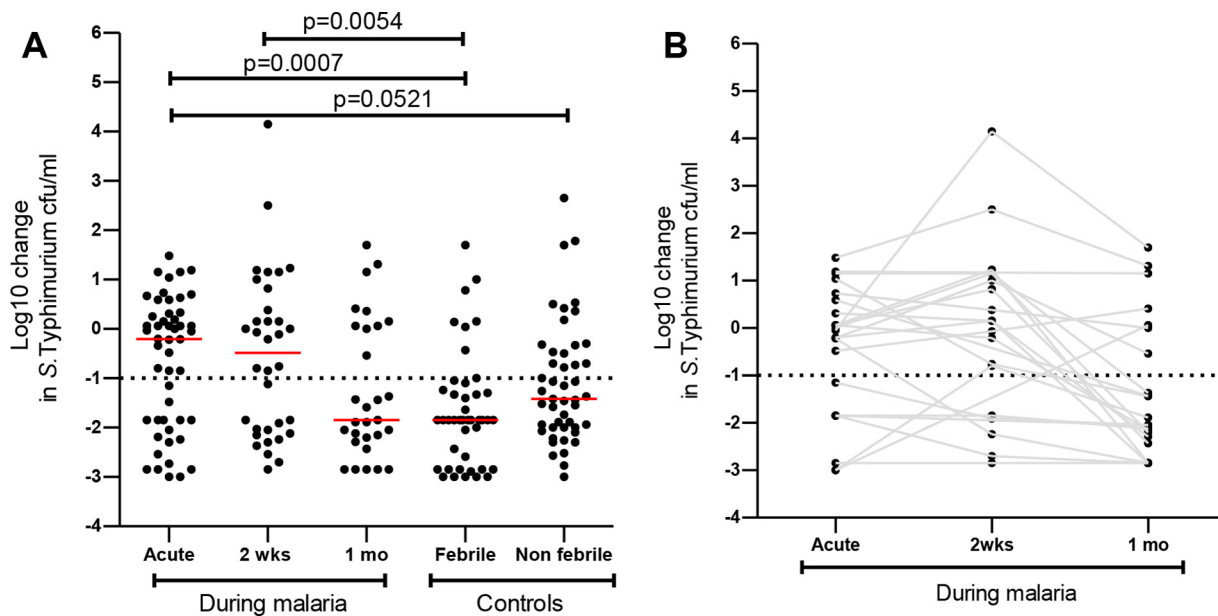 A
p=0.0054
p=0.0007
p=0.0521
6
5
4
3
2
1
0
-1
-2
-3
-4
Log10 change
in S.Typhimurium cfu/ml
Acute 2 wks 1 mo Febrile Non febrile
During malaria Controls
B
6
5
4
3
2
1
0
-1
-2
-3
-4
Log10 change
in S.Typhimurium cfu/ml
Acute 2wks 1 mo
During malaria